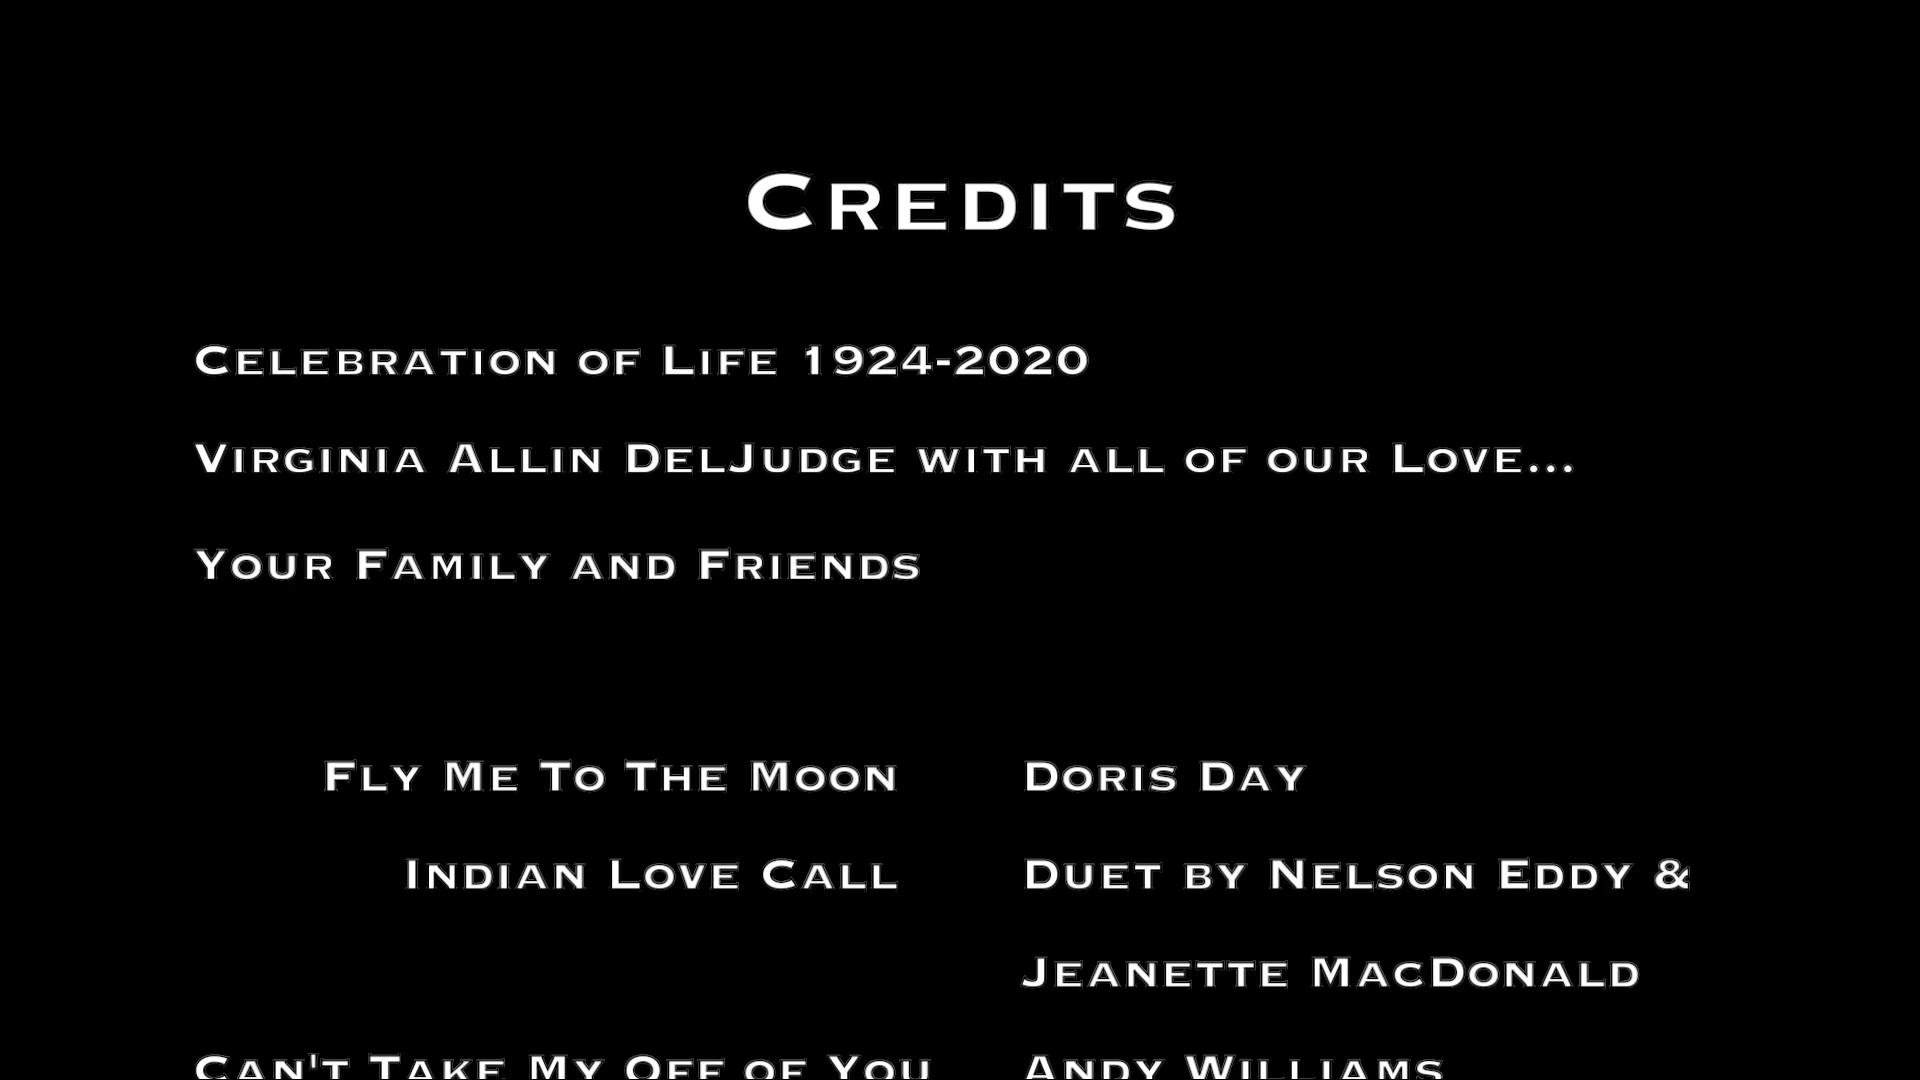 Credits
Celebration of Life 1924-2020
Virginia Allin DelJudge with all of our Love...
Your Family and Friends
Fly Me To The Moon Doris Day
Indian Love Call Duet by Nelson Eddy &
Jeanette MacDonald
Can't Take My Off of You Andy Williams